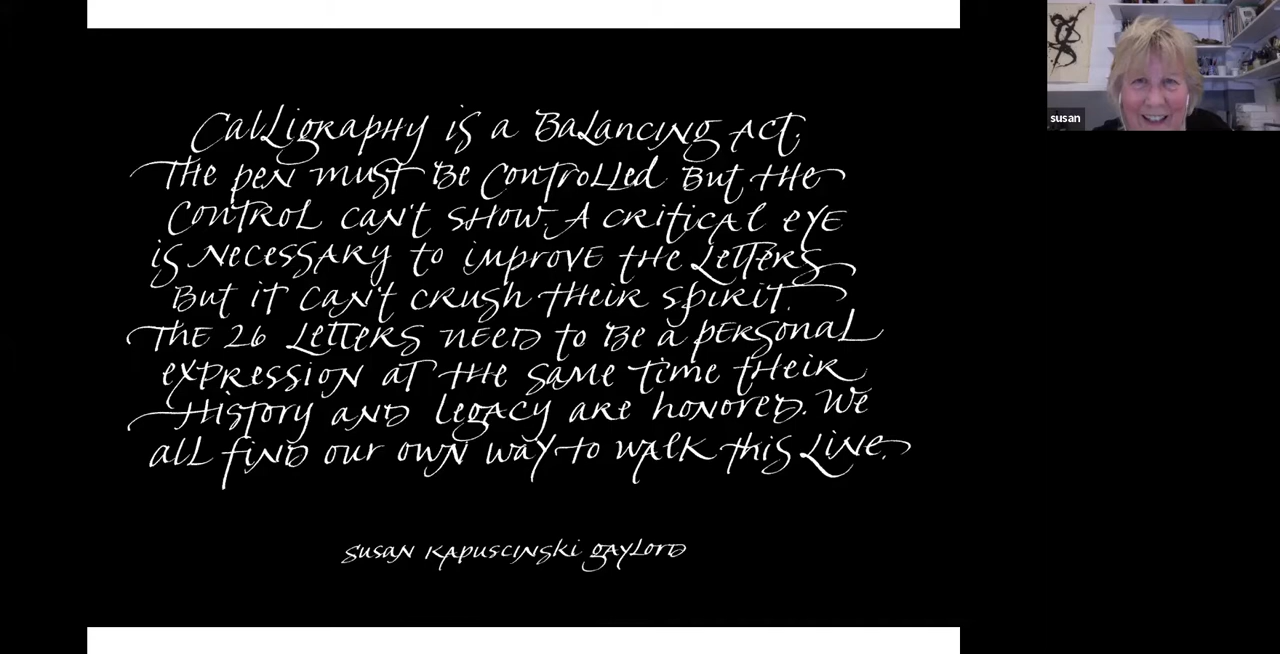 Calligraphy is a Balancing Act.
The pen must Be Controlled But the
Control can't show. A critical eye
is Necessary to improve the Letters
But it can't crush their spirit.
The 26 Letters need to Be a personal
expression at the same time their
History and Legacy are honored. We
all find our own way to walk this Line.
Susan Kapuscinski Gaylord
susan